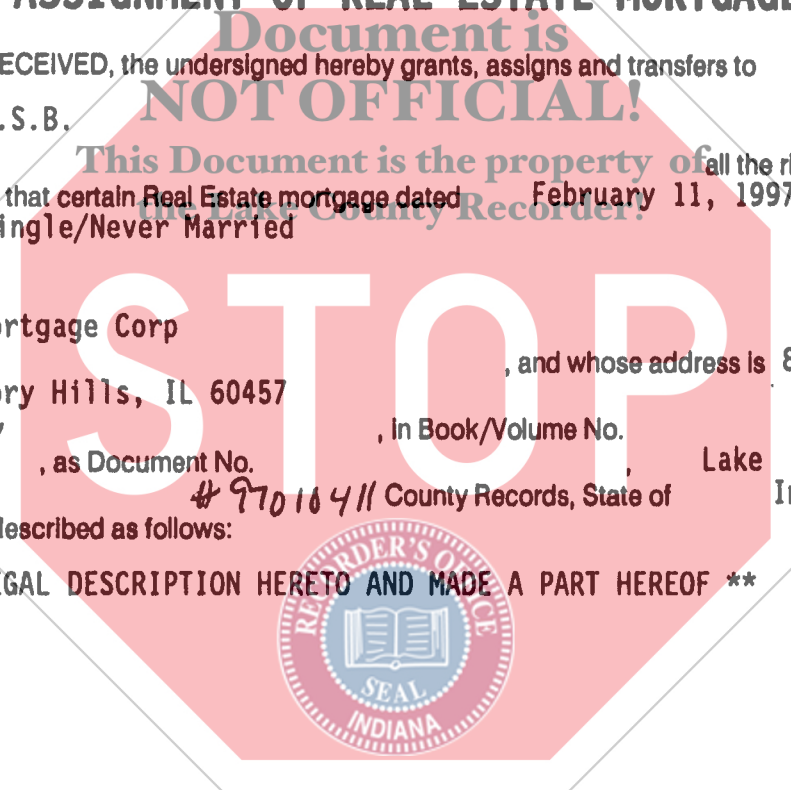 ASSIGNMENT OF REAL ESTATE MORTGAGE
Document is
ECEIVED, the undersigned hereby grants, assigns and transfers to
NOT OFFICIAL!
.S.B.
This Document is the property of
all the ri
that certain Real Estate mortgage dated February 11, 1997
the Lake County Recorder!
ingle/Never Married
STOP
ortgage Corp
, and whose address is 8
ory Hills, IL 60457
, in Book/Volume No.
, as Document No. , Lake
County Records, State of In
described as follows:
EGAL DESCRIPTION HERETO AND MADE A PART HEREOF **
RECORDER'S OFFICE
SEAL
INDIANA